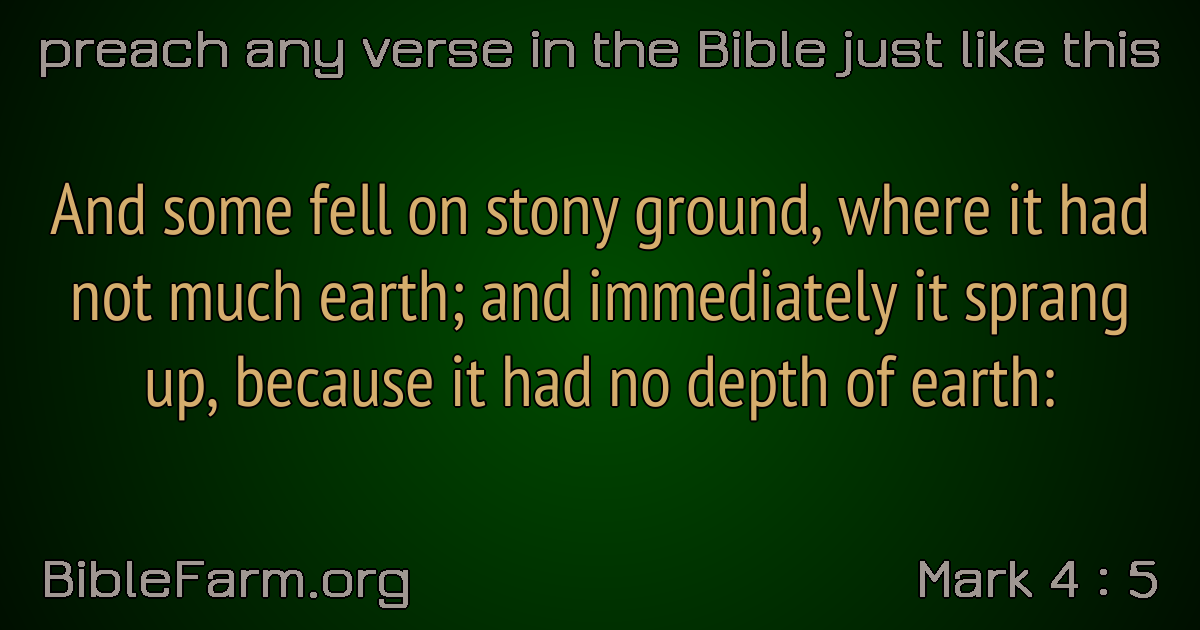 preach any verse in the Bible just like this
And some fell on stony ground, where it had
not much earth; and immediately it sprang
up, because it had no depth of earth:
BibleFarm.org
Mark 4 : 5